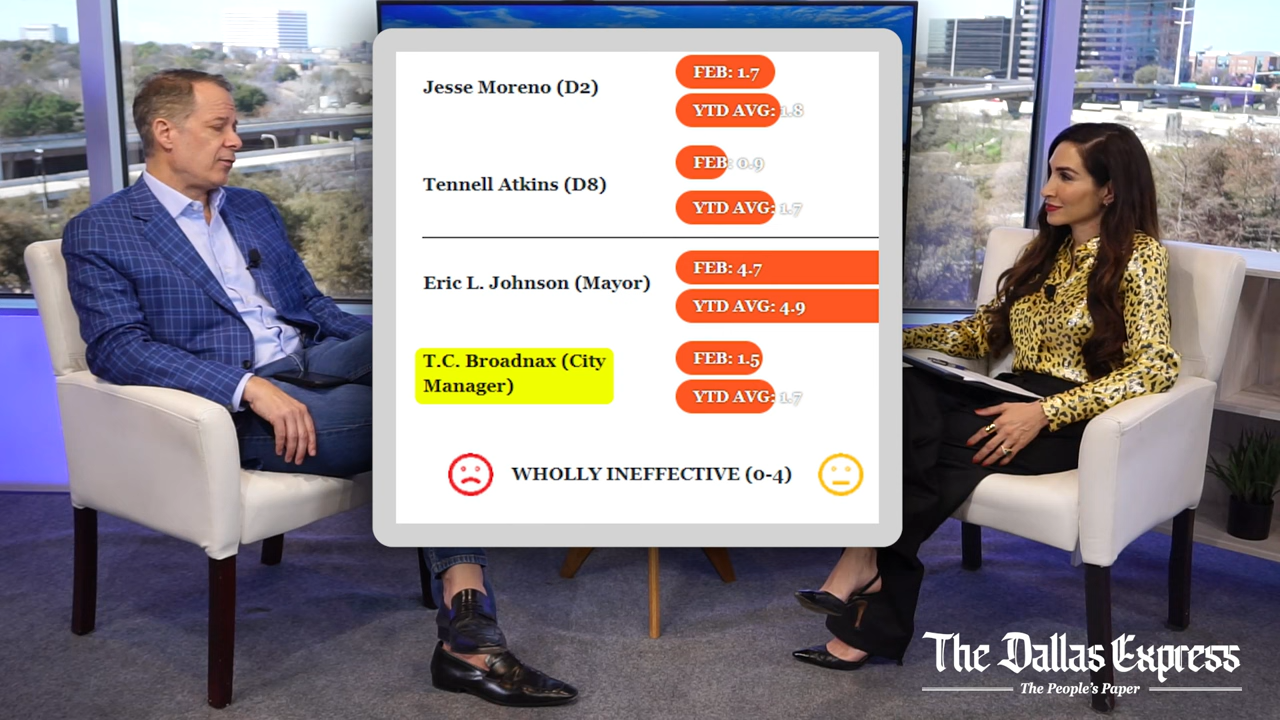 Jesse Moreno (D2)
FEB: 1.7
YTD AVG: 1.8
Tennell Atkins (D8)
FEB: 0.9
YTD AVG: 1.7
Eric L. Johnson (Mayor)
FEB: 4.7
YTD AVG: 4.9
T.C. Broadnax (City
Manager)
FEB: 1.5
YTD AVG: 1.7
WHOLLY INEFFECTIVE (0-4)
The Dallas Express
The People's Paper